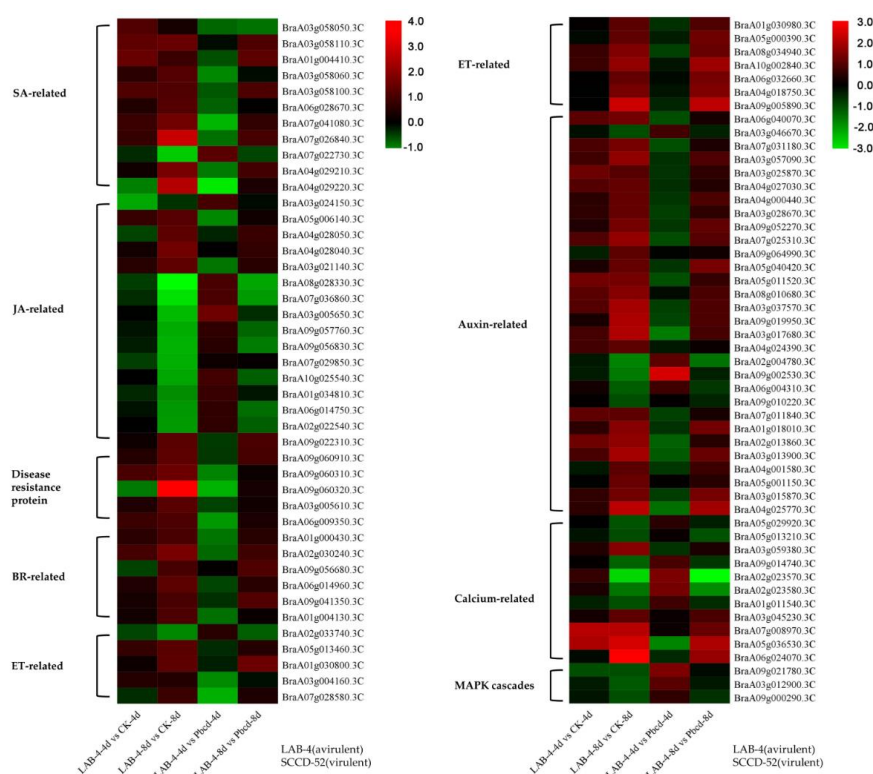 SA-related
JA-related
Disease
resistance
protein
BR-related
ET-related
BraA03g058050.3C
BraA03g058110.3C
BraA01g004410.3C
BraA03g058060.3C
BraA03g058100.3C
BraA06g028670.3C
BraA07g041080.3C
BraA07g026840.3C
BraA07g022730.3C
BraA04g029210.3C
BraA04g029220.3C
BraA03g024150.3C
BraA05g006140.3C
BraA04g028050.3C
BraA04g028040.3C
BraA03g021140.3C
BraA08g028330.3C
BraA07g036860.3C
BraA03g005650.3C
BraA09g057760.3C
BraA09g056830.3C
BraA07g029850.3C
BraA10g025540.3C
BraA01g034810.3C
BraA06g014750.3C
BraA02g022540.3C
BraA09g022310.3C
BraA09g060910.3C
BraA09g060310.3C
BraA09g060320.3C
BraA03g005610.3C
BraA06g009350.3C
BraA01g000430.3C
BraA02g030240.3C
BraA09g056680.3C
BraA06g014960.3C
BraA09g041350.3C
BraA01g004130.3C
BraA02g033740.3C
BraA05g013460.3C
BraA01g030800.3C
BraA03g004160.3C
BraA07g028580.3C
4.0
3.0
2.0
1.0
0.0
-1.0
LAB-4-4d vs CK-4d
LAB-4-8d vs CK-8d
LAB-4-4d vs Pbcd-4d
LAB-4-8d vs Pbcd-8d
LAB-4(avirulent)
SCCD-52(virulent)
ET-related
Auxin-related
Calcium-related
MAPK cascades
BraA01g030980.3C
BraA05g000390.3C
BraA08g034940.3C
BraA10g002840.3C
BraA06g032660.3C
BraA04g018750.3C
BraA09g005890.3C
BraA06g040070.3C
BraA03g046670.3C
BraA07g031180.3C
BraA03g057090.3C
BraA03g025870.3C
BraA04g027030.3C
BraA04g000440.3C
BraA03g028670.3C
BraA09g052270.3C
BraA07g025310.3C
BraA09g064990.3C
BraA05g040420.3C
BraA05g011520.3C
BraA08g010680.3C
BraA03g037570.3C
BraA09g019950.3C
BraA03g017680.3C
BraA04g024390.3C
BraA02g004780.3C
BraA09g002530.3C
BraA06g004310.3C
BraA09g010220.3C
BraA07g011840.3C
BraA01g018010.3C
BraA02g013860.3C
BraA03g013900.3C
BraA04g001580.3C
BraA05g001150.3C
BraA03g015870.3C
BraA04g025770.3C
BraA05g029920.3C
BraA05g013210.3C
BraA03g059380.3C
BraA09g014740.3C
BraA02g023570.3C
BraA02g023580.3C
BraA01g011540.3C
BraA03g045230.3C
BraA07g008970.3C
BraA05g036530.3C
BraA06g024070.3C
BraA09g021780.3C
BraA03g012900.3C
BraA09g000290.3C
3.0
2.0
1.0
0.0
-1.0
-2.0
-3.0
LAB-4-4d vs CK-4d
LAB-4-8d vs CK-8d
LAB-4-4d vs Pbcd-4d
LAB-4-8d vs Pbcd-8d
LAB-4(avirulent)
SCCD-52(virulent)